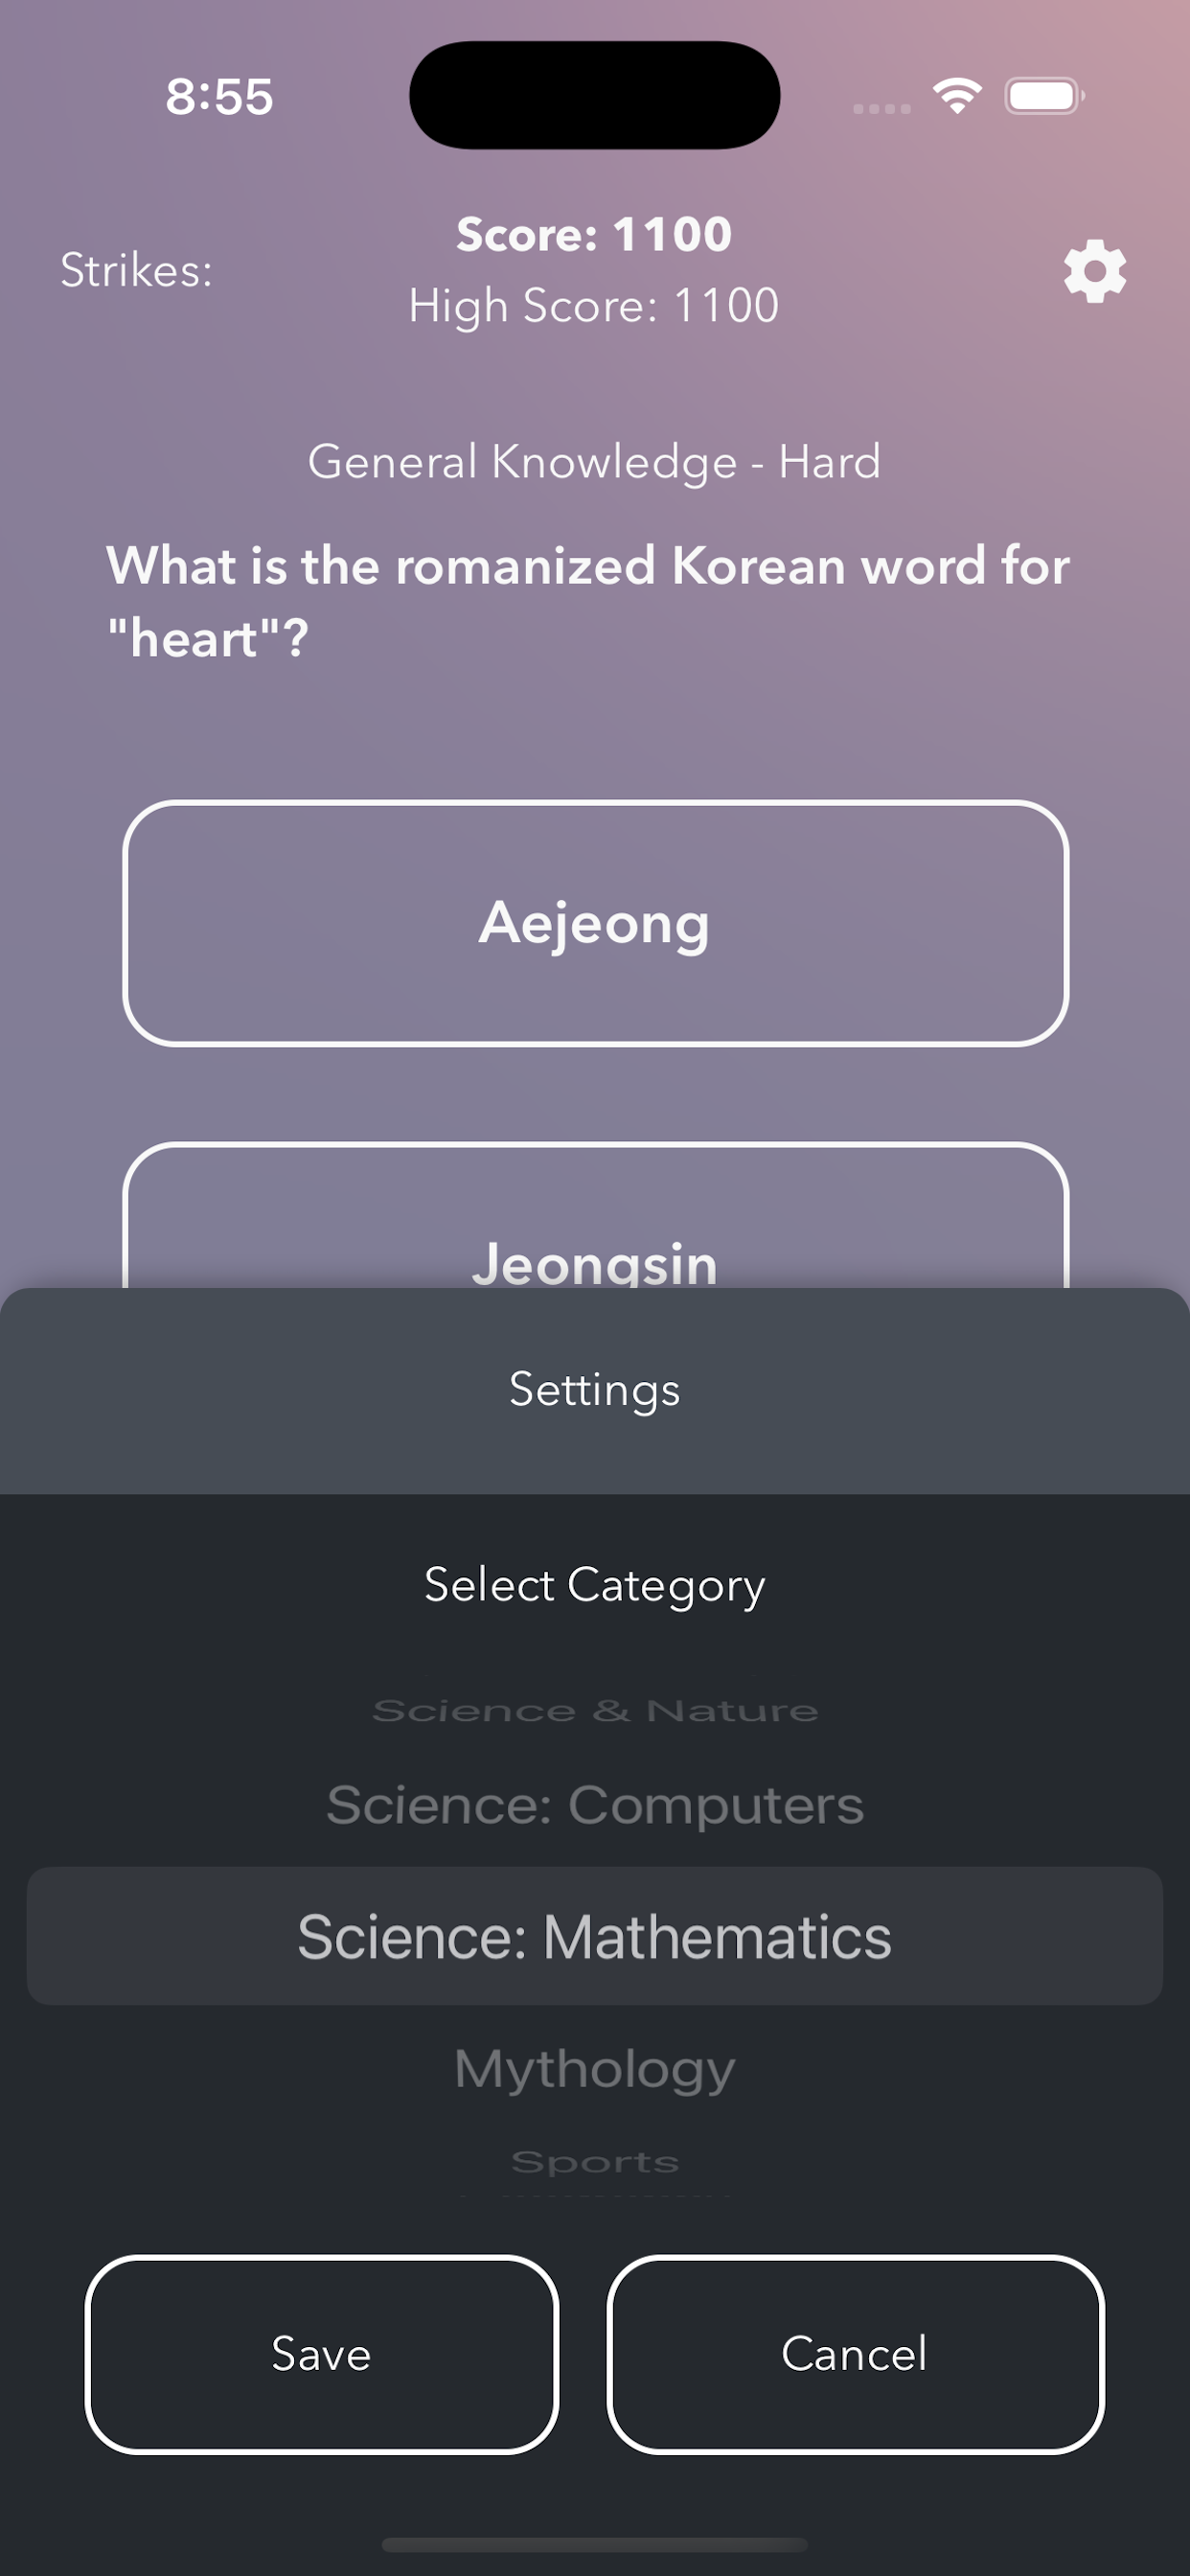 8:55
Score: 1100
Strikes:
High Score: 1100
General Knowledge - Hard
What is the romanized Korean word for
"heart"?
Aejeong
Jeongsin
Settings
Select Category
Science & Nature
Science: Computers
Science: Mathematics
Mythology
Sports
Save
Cancel